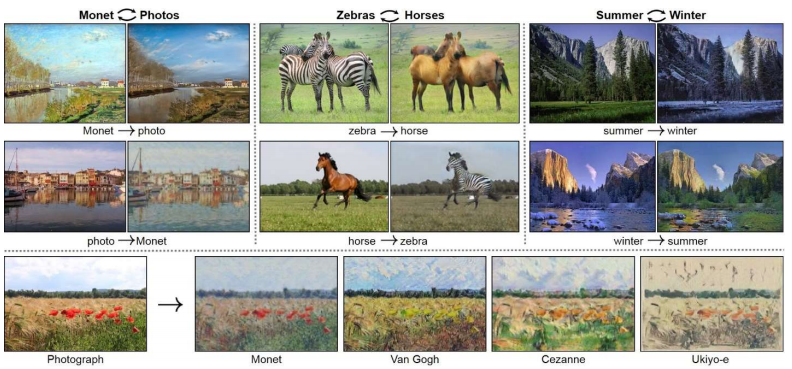 Monet ⇄ Photos
Zebras ⇄ Horses
Summer ⇄ Winter
Monet → photo
zebra → horse
summer → winter
photo → Monet
horse → zebra
winter → summer
Photograph
Monet
Van Gogh
Cezanne
Ukiyo-e